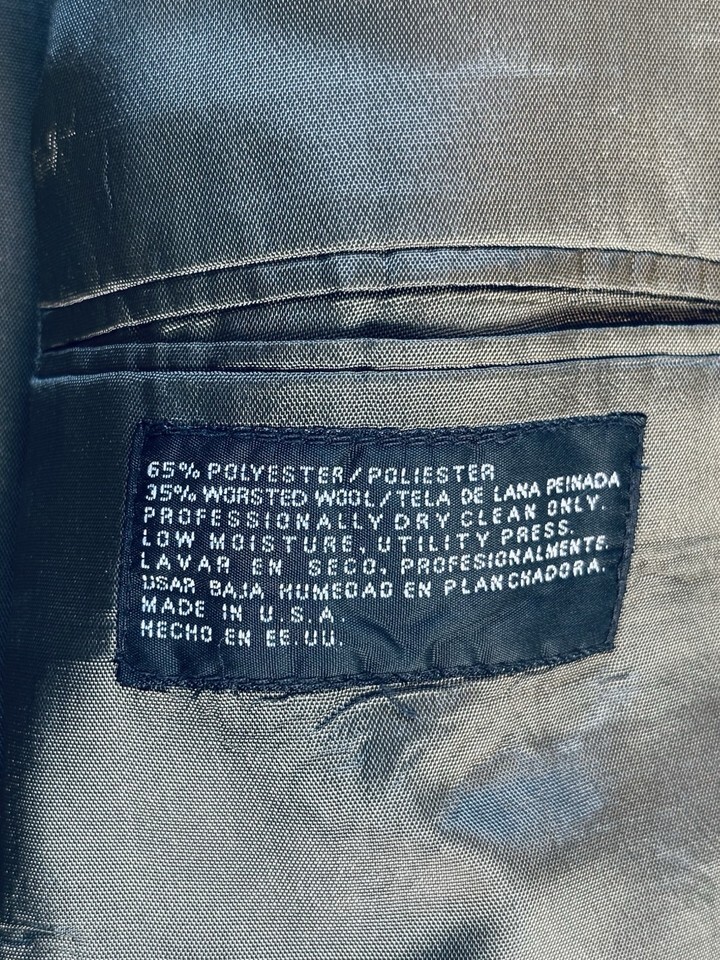 65% POLYESTER/POLIESTER
35% WORSTED WOOL/TELA DE LANA PEINADA
PROFESSIONALLY DRY CLEAN ONLY.
LOW MOISTURE, UTILITY PRESS.
LAVAR EN SECO, PROFESIGNALMENTE.
USAR BAJA HUMEDAD EN PLANCHADORA.
MADE IN U.S.A.
HECHO EN EE.UU.